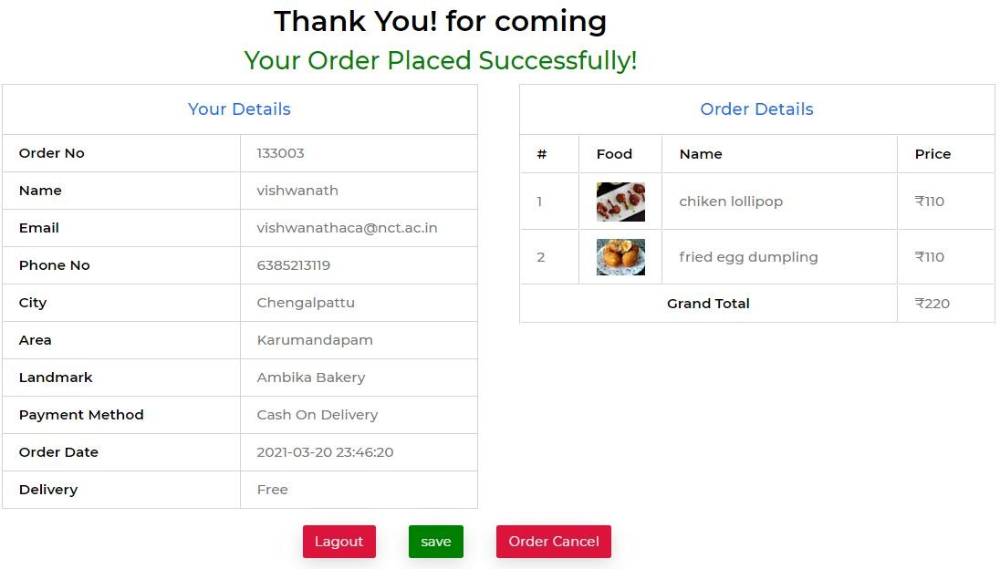 Thank You! for coming
Your Order Placed Successfully!
Your Details
Order No 133003
Name vishwanath
Email vishwanathaca@nct.ac.in
Phone No 6385213119
City Chengalpattu
Area Karumandapam
Landmark Ambika Bakery
Payment Method Cash On Delivery
Order Date 2021-03-20 23:46:20
Delivery Free
Order Details
# Food Name Price
1 chiken lollipop ₹110
2 fried egg dumpling ₹110
Grand Total ₹220
Lagout save Order Cancel